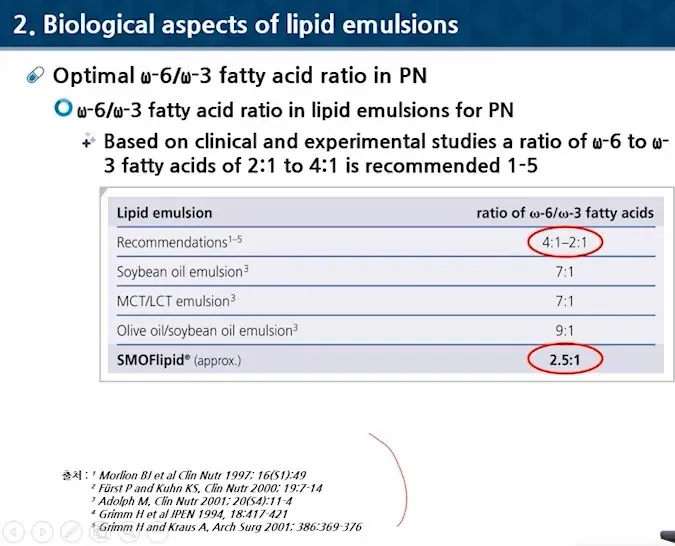 2. Biological aspects of lipid emulsions
Optimal ω-6/ω-3 fatty acid ratio in PN
ω-6/ω-3 fatty acid ratio in lipid emulsions for PN
Based on clinical and experimental studies a ratio of ω-6 to ω-
3 fatty acids of 2:1 to 4:1 is recommended 1-5
Lipid emulsion ratio of ω-6/ω-3 fatty acids
Recommendations¹⁻⁵ 4:1–2:1
Soybean oil emulsion³ 7:1
MCT/LCT emulsion³ 7:1
Olive oil/soybean oil emulsion³ 9:1
SMOFlipid® (approx.) 2.5:1
출처 : ¹ Morlion BJ et al Clin Nutr 1997; 16(S1):49
² Fürst P and Kuhn KS, Clin Nutr 2000; 19:7-14
³ Adolph M, Clin Nutr 2001; 20(S4):11-4
⁴ Grimm H et al JPEN 1994, 18:417-421
⁵ Grimm H and Kraus A, Arch Surg 2001; 386:369-376